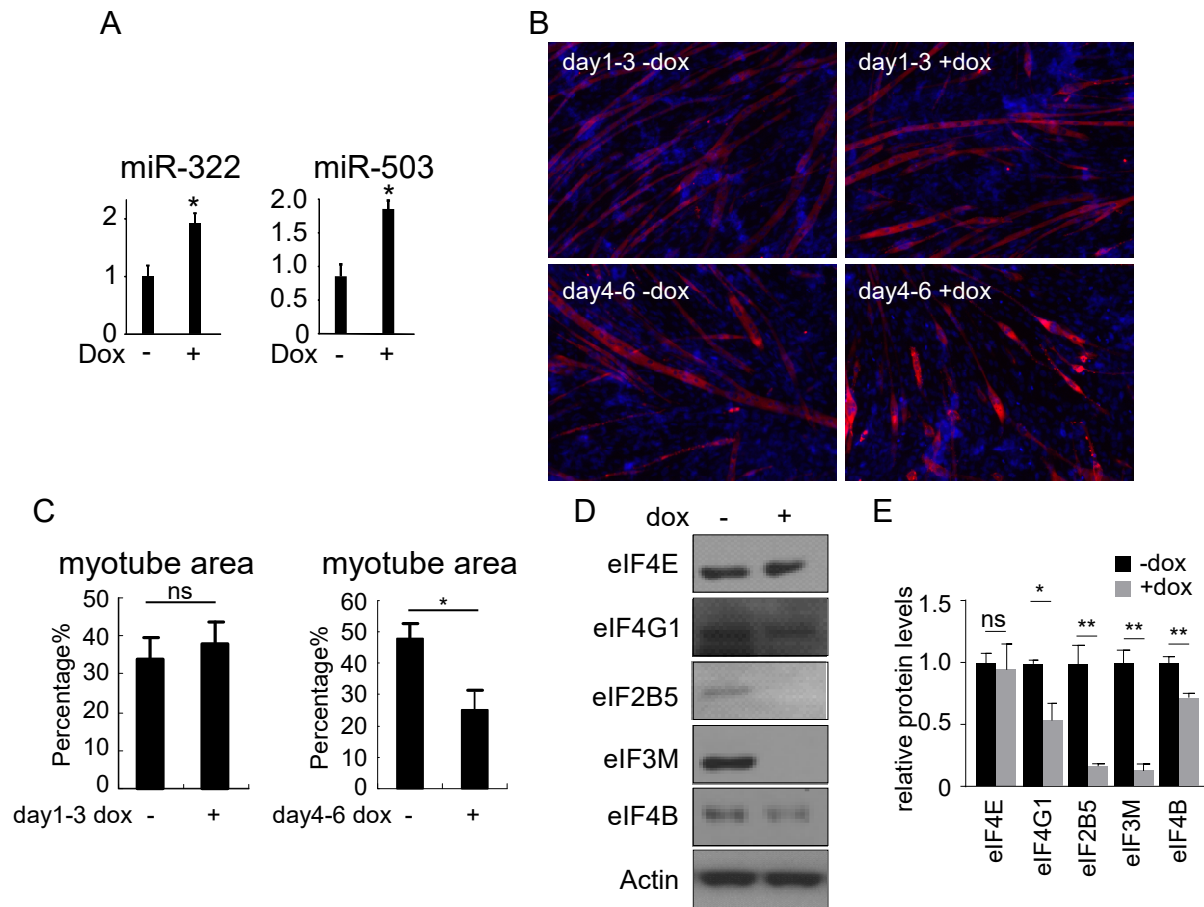 A
miR-322
*
2
1
0
Dox - +
miR-503
*
2.0
1.5
1.0
0.5
0
Dox - +
B
day1-3 -dox
day1-3 +dox
day4-6 -dox
day4-6 +dox
C
myotube area
ns
50
40
30
20
10
0
Percentage%
day1-3 dox - +
myotube area
*
60
50
40
30
20
10
0
Percentage%
day4-6 dox - +
D
dox - +
eIF4E
eIF4G1
eIF2B5
eIF3M
eIF4B
Actin
E
-dox
+dox
relative protein levels
1.5
1.0
0.5
0
ns
*
**
**
**
eIF4E
eIF4G1
eIF2B5
eIF3M
eIF4B